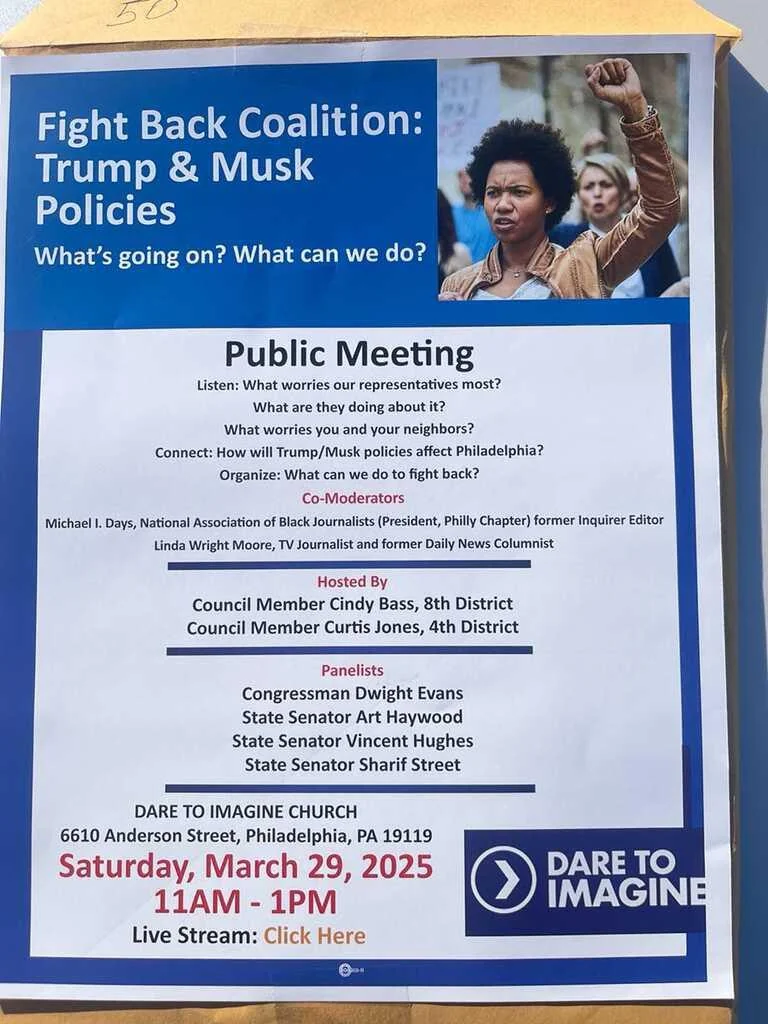 50
Fight Back Coalition:
Trump & Musk
Policies
What's going on? What can we do?
Public Meeting
Listen: What worries our representatives most?
What are they doing about it?
What worries you and your neighbors?
Connect: How will Trump/Musk policies affect Philadelphia?
Organize: What can we do to fight back?
Co-Moderators
Michael I. Days, National Association of Black Journalists (President, Philly Chapter) former Inquirer Editor
Linda Wright Moore, TV Journalist and former Daily News Columnist
Hosted By
Council Member Cindy Bass, 8th District
Council Member Curtis Jones, 4th District
Panelists
Congressman Dwight Evans
State Senator Art Haywood
State Senator Vincent Hughes
State Senator Sharif Street
DARE TO IMAGINE CHURCH
6610 Anderson Street, Philadelphia, PA 19119
Saturday, March 29, 2025
11AM - 1PM
Live Stream: Click Here
DARE TO
IMAGINE